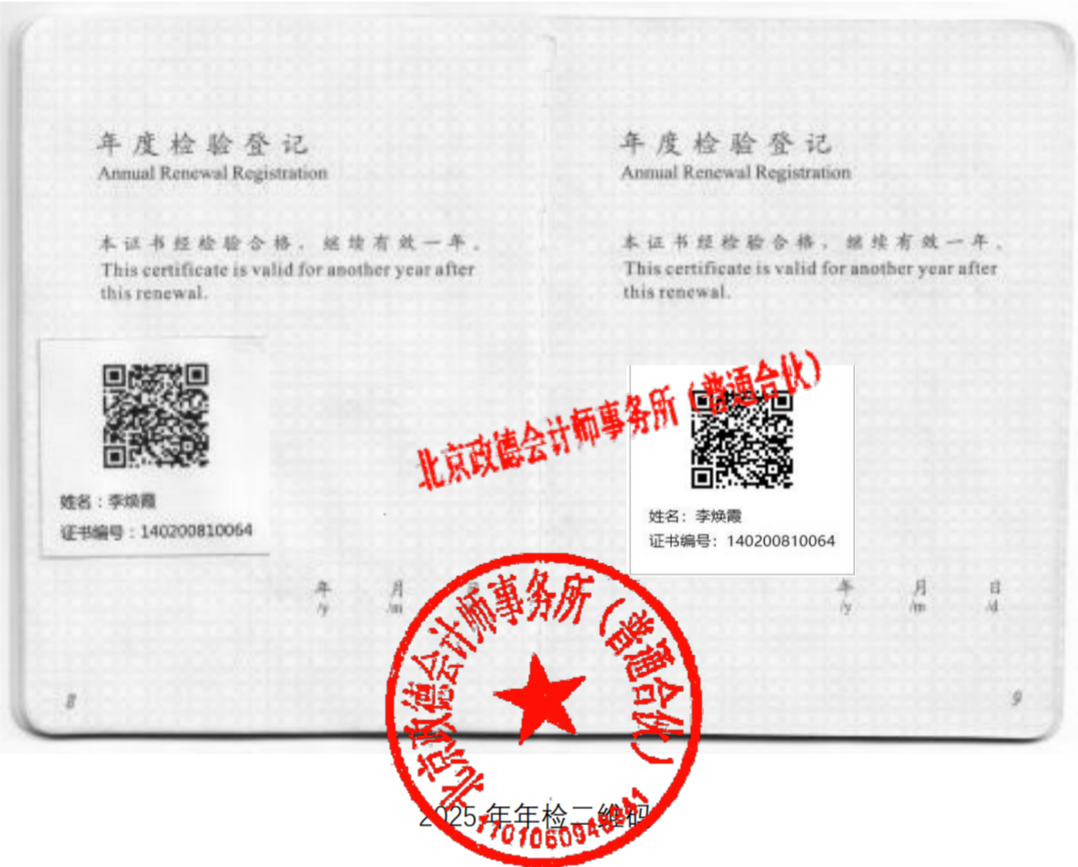 年度检验登记
Annual Renewal Registration
本证书经检验合格，继续有效一年。
This certificate is valid for another year after
this renewal.
姓名：李焕霞
证书编号：140200810064
年 月
/y /m
8
年度检验登记
Annual Renewal Registration
本证书经检验合格，继续有效一年。
This certificate is valid for another year after
this renewal.
北京政德会计师事务所（普通合伙）
姓名：李焕霞
证书编号：140200810064
年 月 日
/y /m /d
9
北京政德会计师事务所（普通合伙）
2025年年检二维码